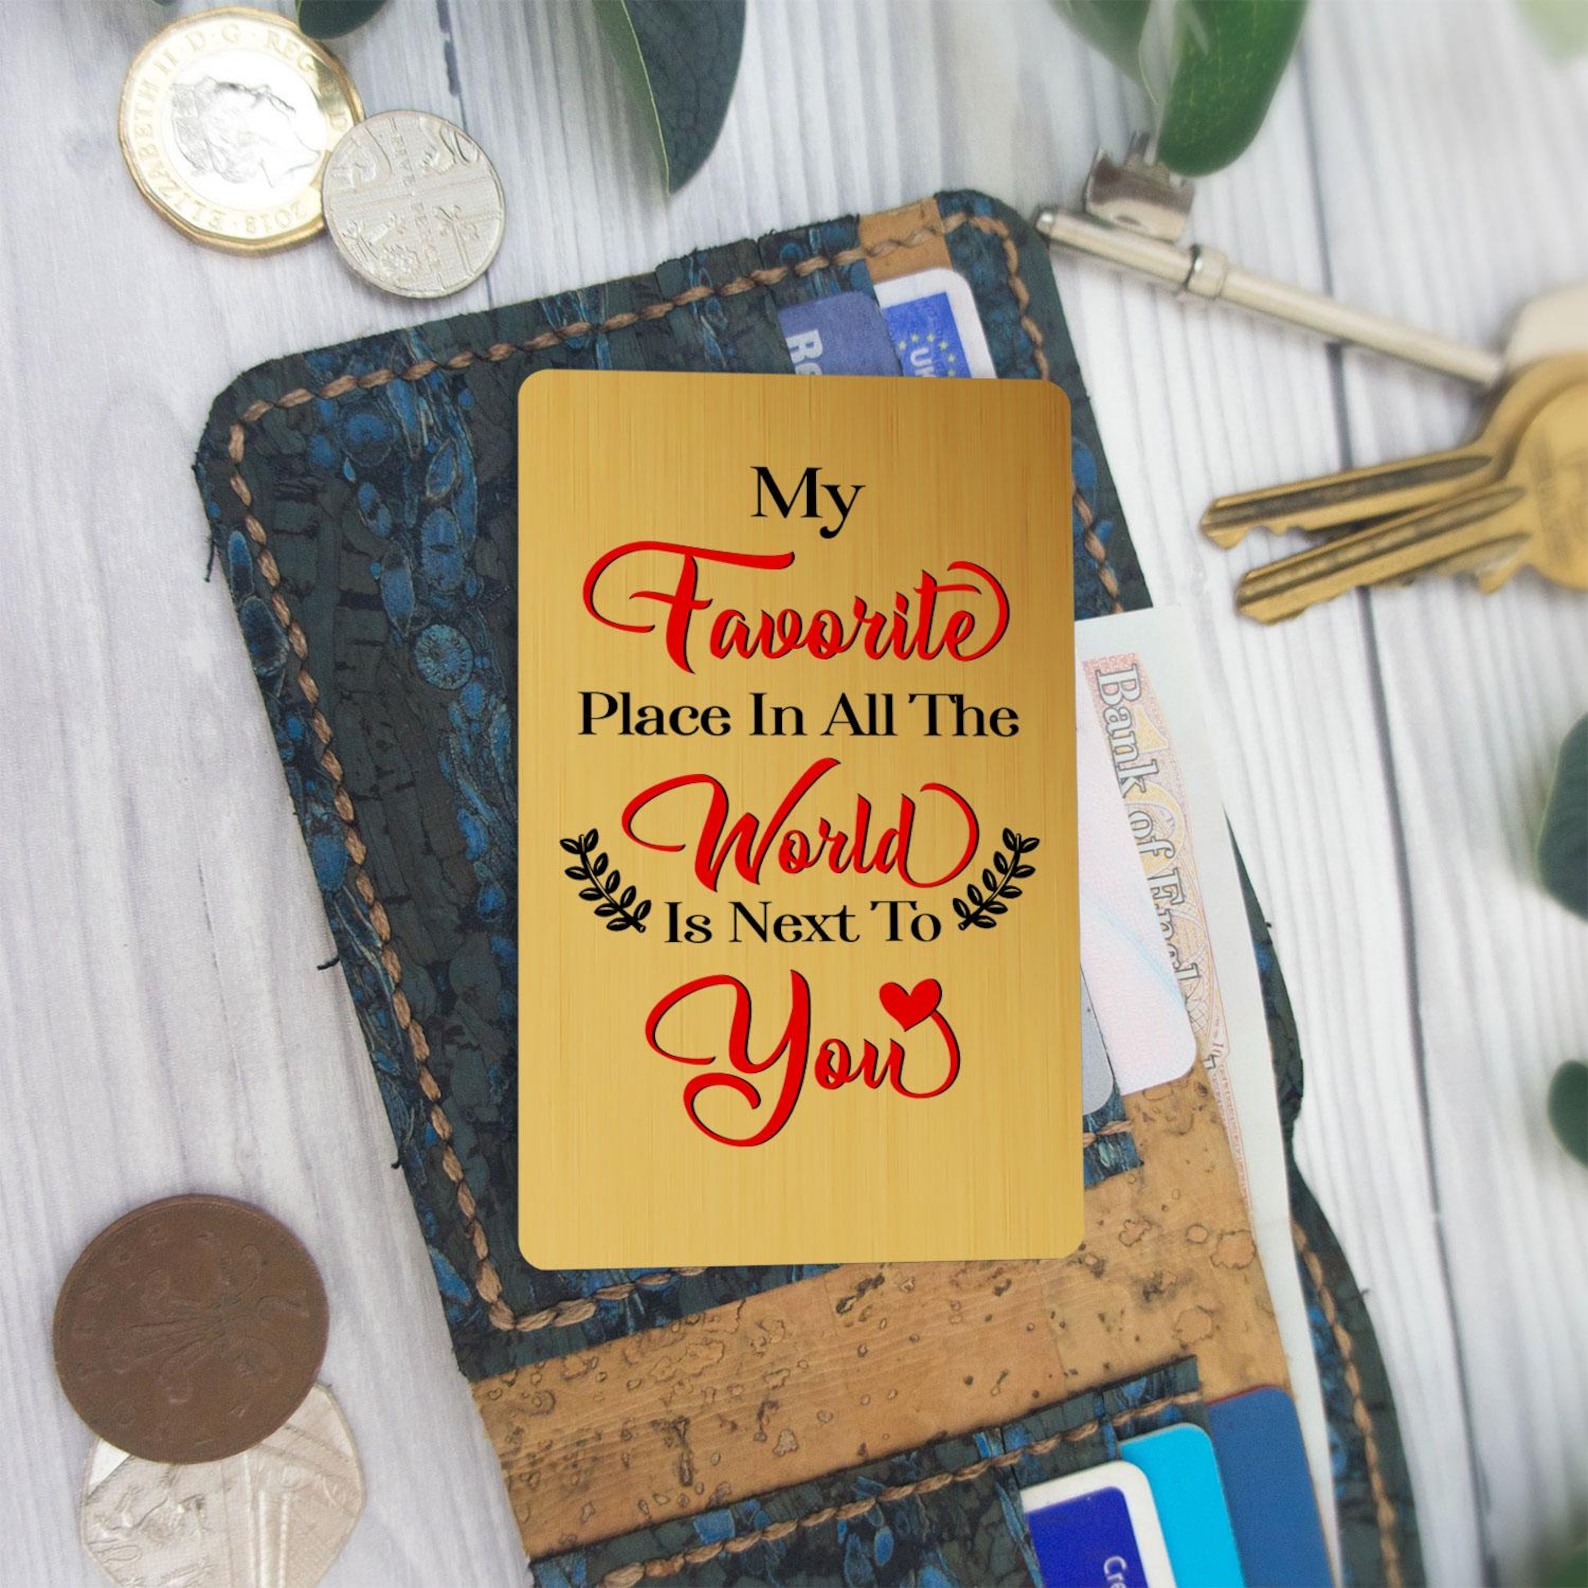 ELIZABETH II D G REG
2018
My
Favorite
Place In All The
World
Is Next To
You
Bank of Engl
UK
Cre